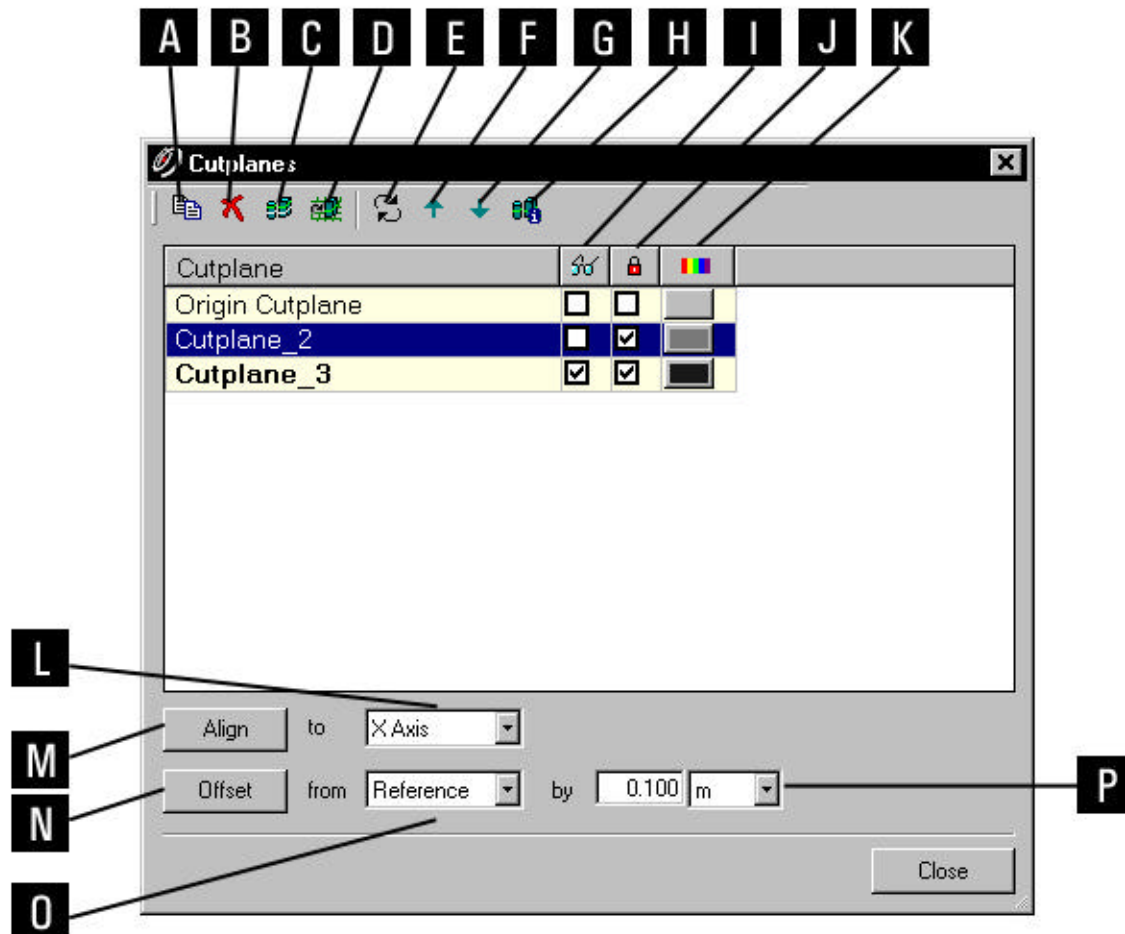 A B C D E F G H I J K
Cutplanes
Cutplane
Origin Cutplane
Cutplane_2
Cutplane_3
L
Align to X Axis
M
Offset from Reference by 0.100 m
P
N
Close
O